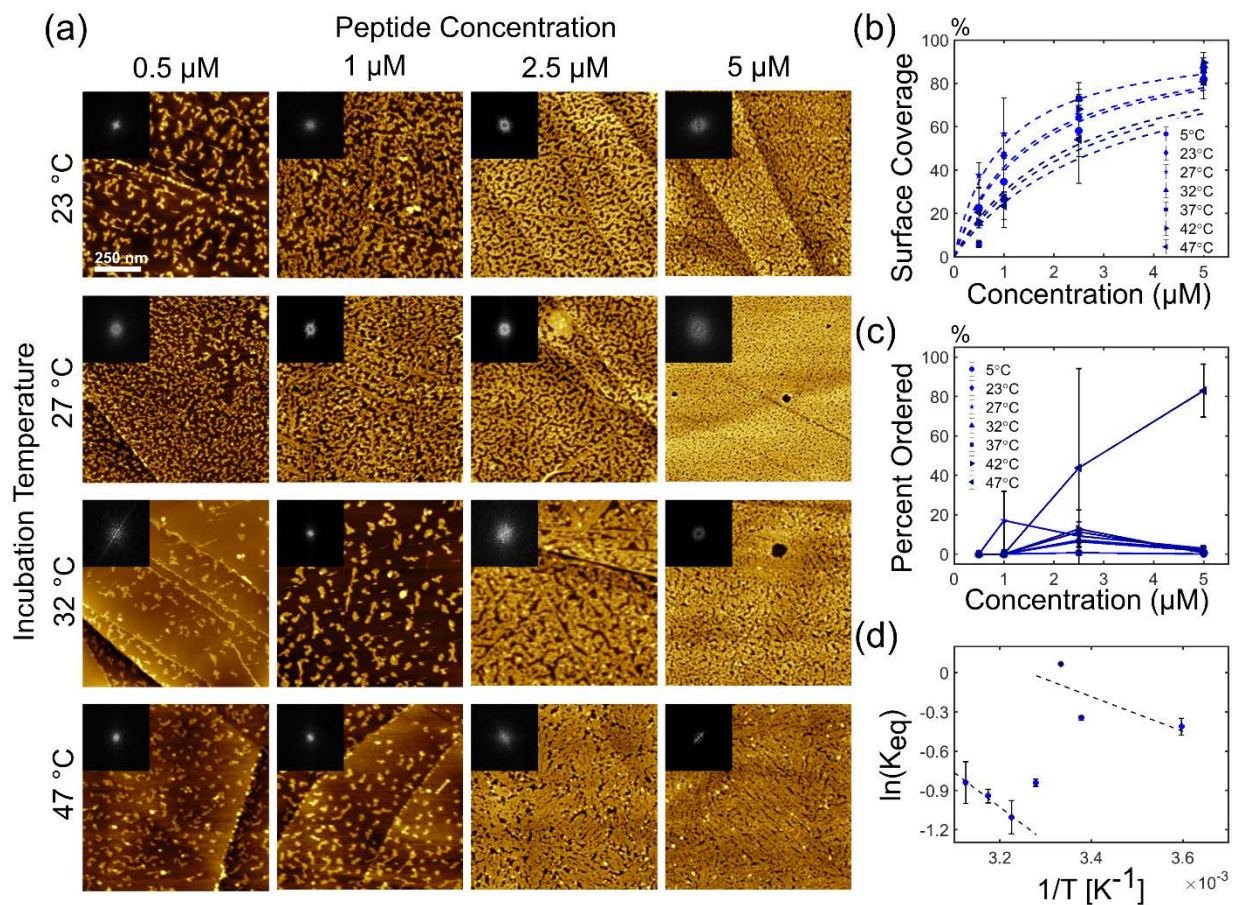 (a)
Peptide Concentration
0.5 µM 1 µM 2.5 µM 5 µM
Incubation Temperature
23 °C
250 nm
27 °C
32 °C
47 °C
(b)
%
100
80
60
40
20
0
Surface Coverage
5°C
23°C
27°C
32°C
37°C
42°C
47°C
0 1 2 3 4 5
Concentration (µM)
(c)
%
100
80
60
40
20
0
Percent Ordered
5°C
23°C
27°C
32°C
37°C
42°C
47°C
0 1 2 3 4 5
Concentration (µM)
(d)
0
-0.3
-0.6
-0.9
-1.2
ln(Keq)
3.2 3.4 3.6
1/T [K⁻¹] ×10⁻³